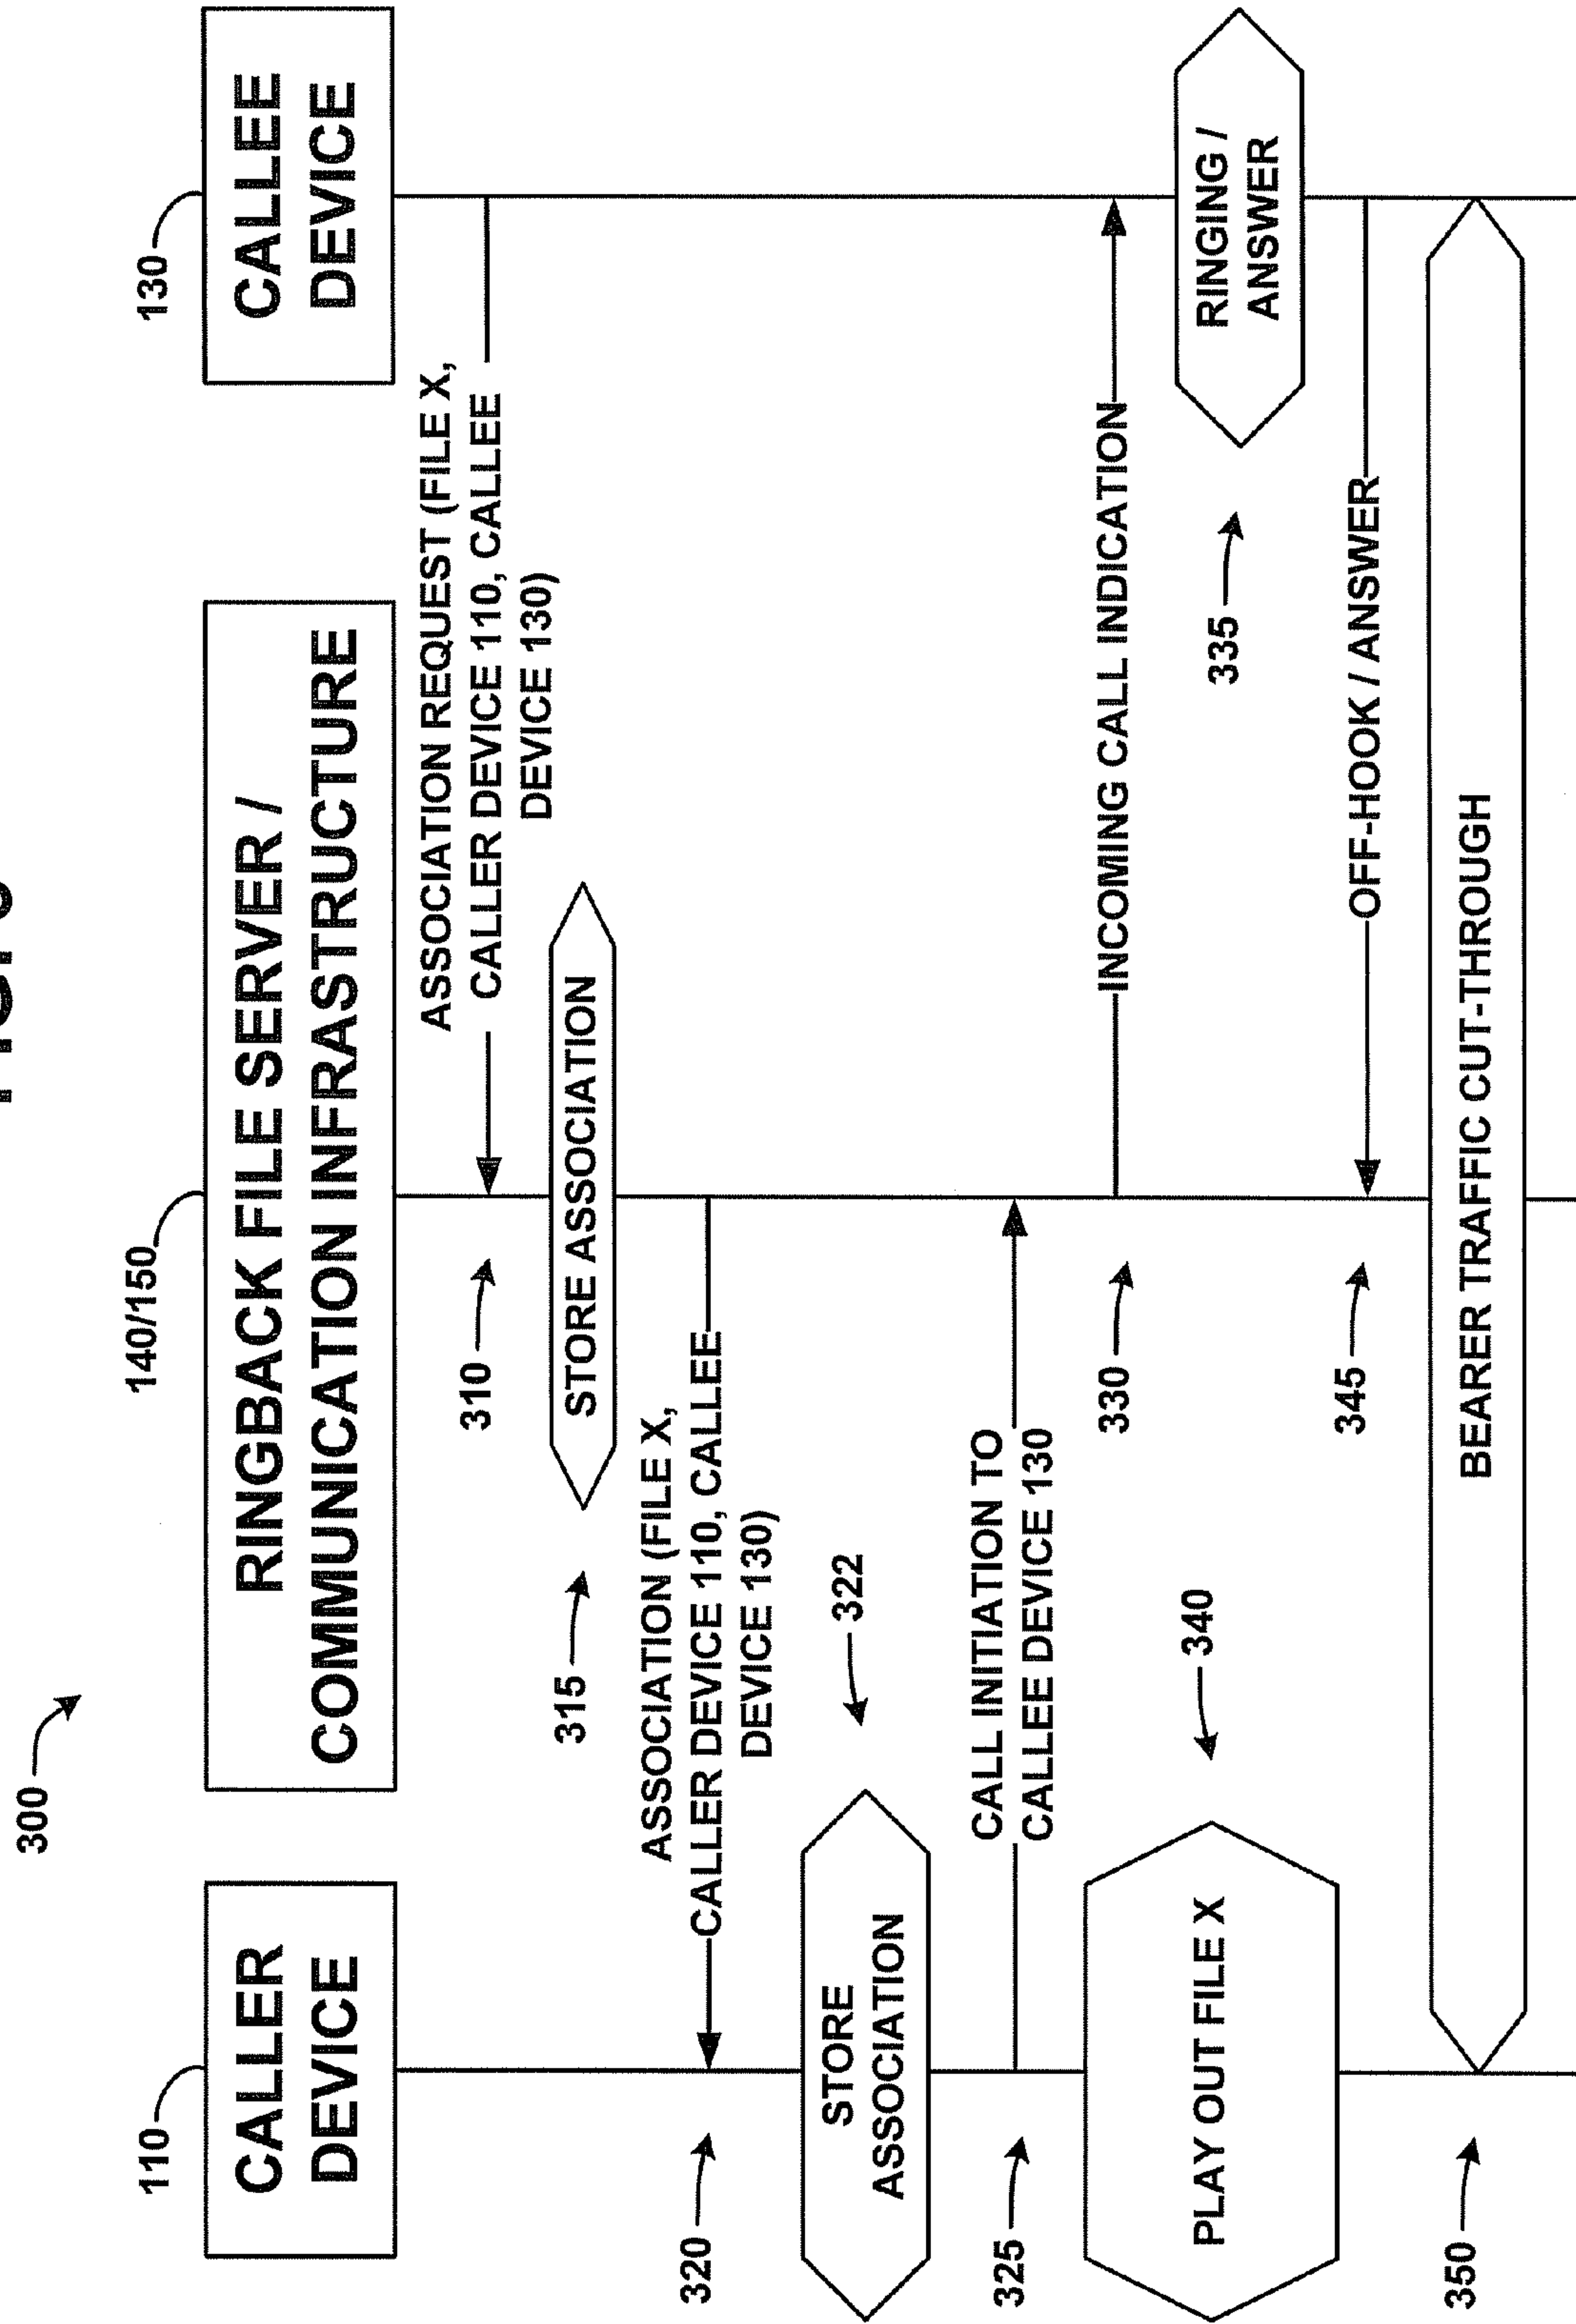 300
110
CALLER
DEVICE
140/150
RINGBACK FILE SERVER /
COMMUNICATION INFRASTRUCTURE
130
CALLEE
DEVICE
310
ASSOCIATION REQUEST (FILE X,
CALLER DEVICE 110, CALLEE
DEVICE 130)
315
STORE ASSOCIATION
320
ASSOCIATION (FILE X,
CALLER DEVICE 110, CALLEE
DEVICE 130)
STORE
ASSOCIATION
322
325
CALL INITIATION TO
CALLEE DEVICE 130
330
INCOMING CALL INDICATION
PLAY OUT FILE X
340
335
RINGING /
ANSWER
345
OFF-HOOK / ANSWER
350
BEARER TRAFFIC CUT-THROUGH